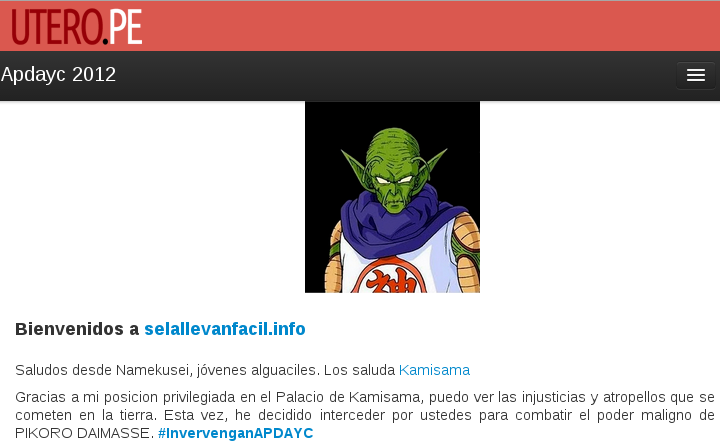 UTERO.PE
Apdayc 2012
神
Bienvenidos a selallevanfacil.info
Saludos desde Namekusei, jóvenes alguaciles. Los saluda Kamisama
Gracias a mi posicion privilegiada en el Palacio de Kamisama, puedo ver las injusticias y atropellos que se
cometen en la tierra. Esta vez, he decidido interceder por ustedes para combatir el poder maligno de
PIKORO DAIMASSE. #InvervenganAPDAYC